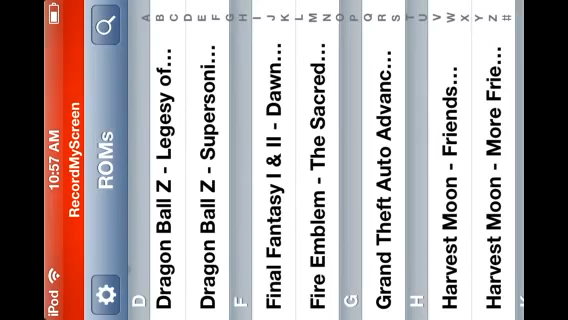 iPod 10:57 AM
RecordMyScreen
ROMs
D
Dragon Ball Z - Legesy of...
Dragon Ball Z - Supersoni...
F
Final Fantasy I & II - Dawn...
Fire Emblem - The Sacred...
G
Grand Theft Auto Advanc...
H
Harvest Moon - Friends...
Harvest Moon - More Frie...
K
A
B
C
D
E
F
G
H
I
J
K
L
M
N
O
P
Q
R
S
T
U
V
W
X
Y
Z
#